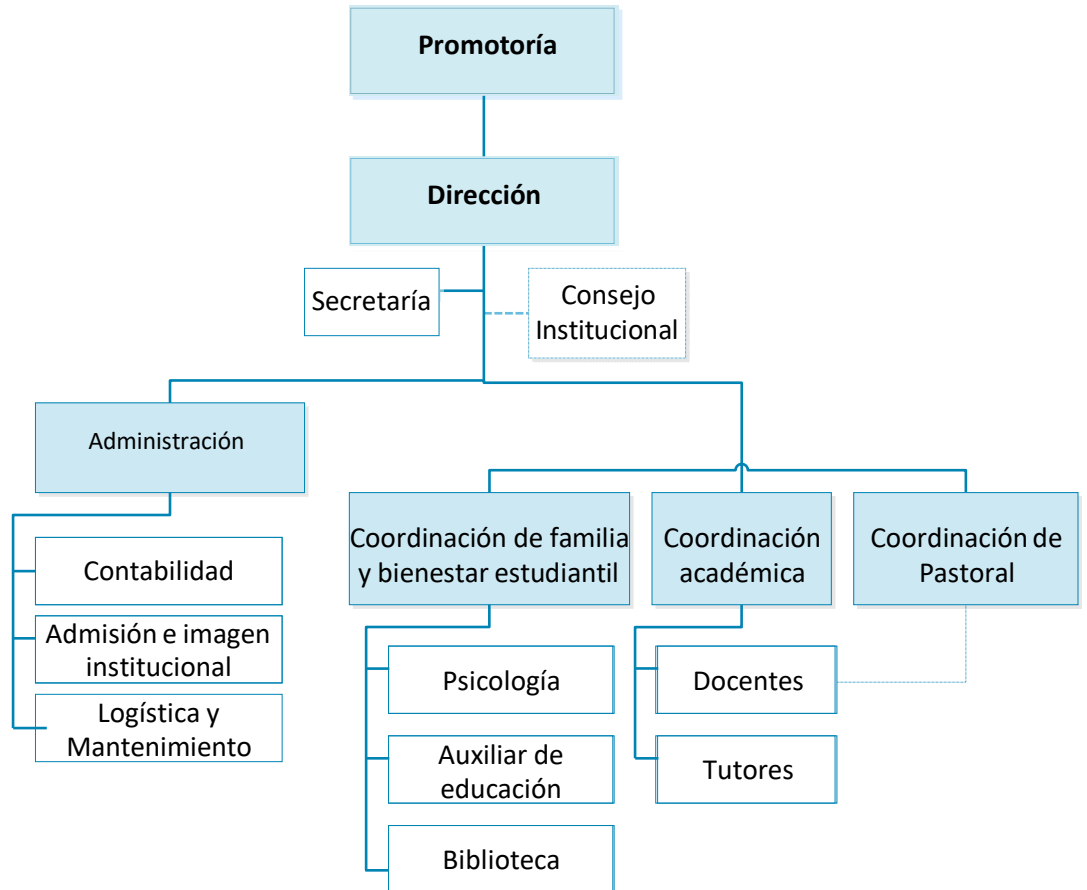 Promotoría
Dirección
Secretaría
Consejo
Institucional
Administración
Coordinación de familia
y bienestar estudiantil
Coordinación
académica
Coordinación de
Pastoral
Contabilidad
Admisión e imagen
institucional
Logística y
Mantenimiento
Psicología
Auxiliar de
educación
Biblioteca
Docentes
Tutores